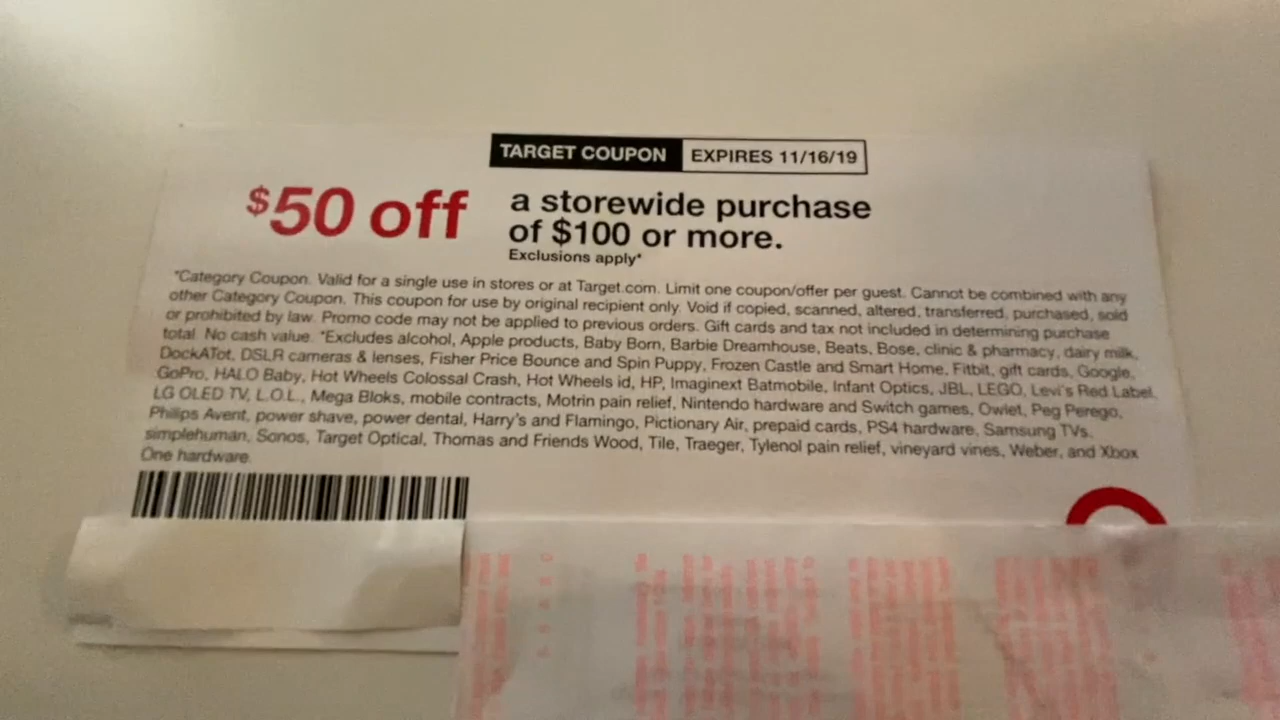 TARGET COUPON EXPIRES 11/16/19
$50 off a storewide purchase
of $100 or more.
Exclusions apply*
*Category Coupon. Valid for a single use in stores or at Target.com. Limit one coupon/offer per guest. Cannot be combined with any
other Category Coupon. This coupon for use by original recipient only. Void if copied, scanned, altered, transferred, purchased, sold
or prohibited by law. Promo code may not be applied to previous orders. Gift cards and tax not included in determining purchase
total. No cash value. *Excludes alcohol, Apple products, Baby Born, Barbie Dreamhouse, Beats, Bose, clinic & pharmacy, dairy milk,
DockATot, DSLR cameras & lenses, Fisher Price Bounce and Spin Puppy, Frozen Castle and Smart Home, Fitbit, gift cards, Google,
GoPro, HALO Baby, Hot Wheels Colossal Crash, Hot Wheels id, HP, Imaginext Batmobile, Infant Optics, JBL, LEGO, Levi's Red Label,
LG OLED TV, L.O.L., Mega Bloks, mobile contracts, Motrin pain relief, Nintendo hardware and Switch games, Owlet, Peg Perego,
Philips Avent, power shave, power dental, Harry's and Flamingo, Pictionary Air, prepaid cards, PS4 hardware, Samsung TVs,
simplehuman, Sonos, Target Optical, Thomas and Friends Wood, Tile, Traeger, Tylenol pain relief, vineyard vines, Weber, and Xbox
One hardware.